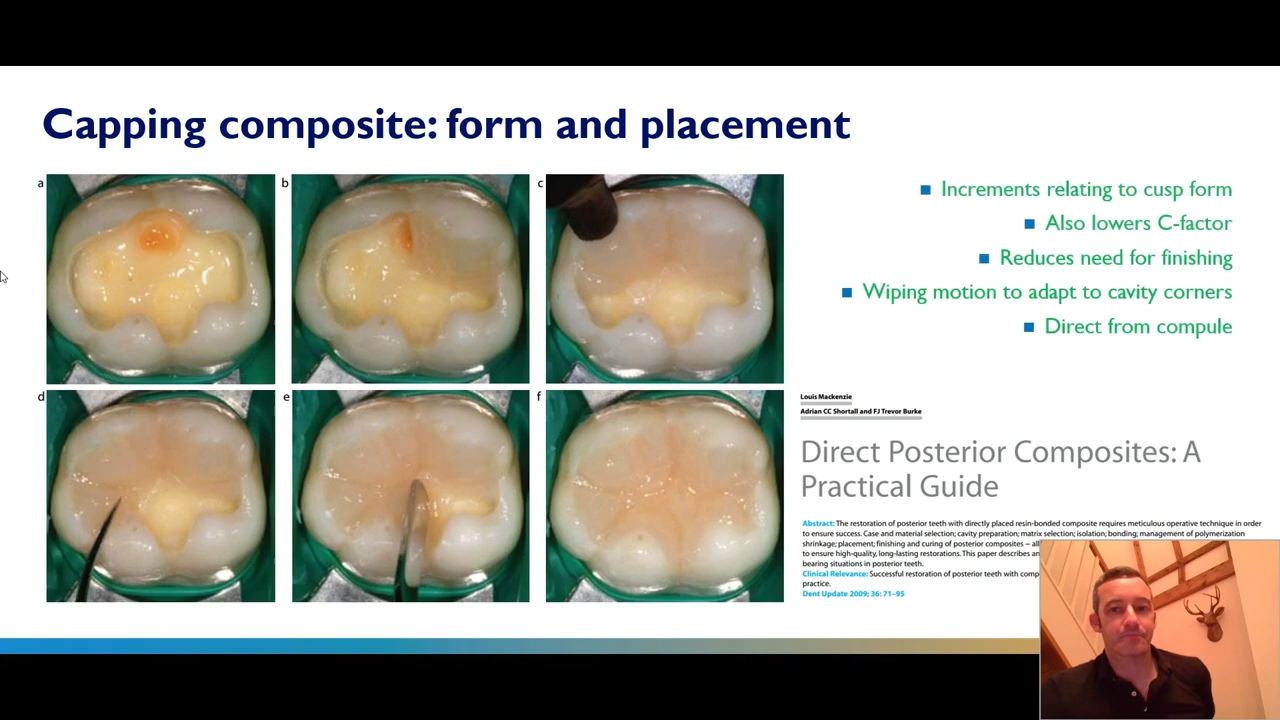 Capping composite: form and placement
a
b
c
d
e
f
Increments relating to cusp form
Also lowers C-factor
Reduces need for finishing
Wiping motion to adapt to cavity corners
Direct from compule
Louis Mackenzie
Adrian CC Shortall and FJ Trevor Burke
Direct Posterior Composites: A
Practical Guide
Abstract: The restoration of posterior teeth with directly placed resin-bonded composite requires meticulous operative technique in order
to ensure success. Case and material selection; cavity preparation; matrix selection; isolation; bonding; management of polymerization
shrinkage; placement; finishing and curing of posterior composites –
to ensure high-quality, long-lasting restorations. This paper describes
bearing situations in posterior teeth.
Clinical Relevance: Successful restoration of posterior teeth with
practice.
Dent Update 2009; 36: 71–95